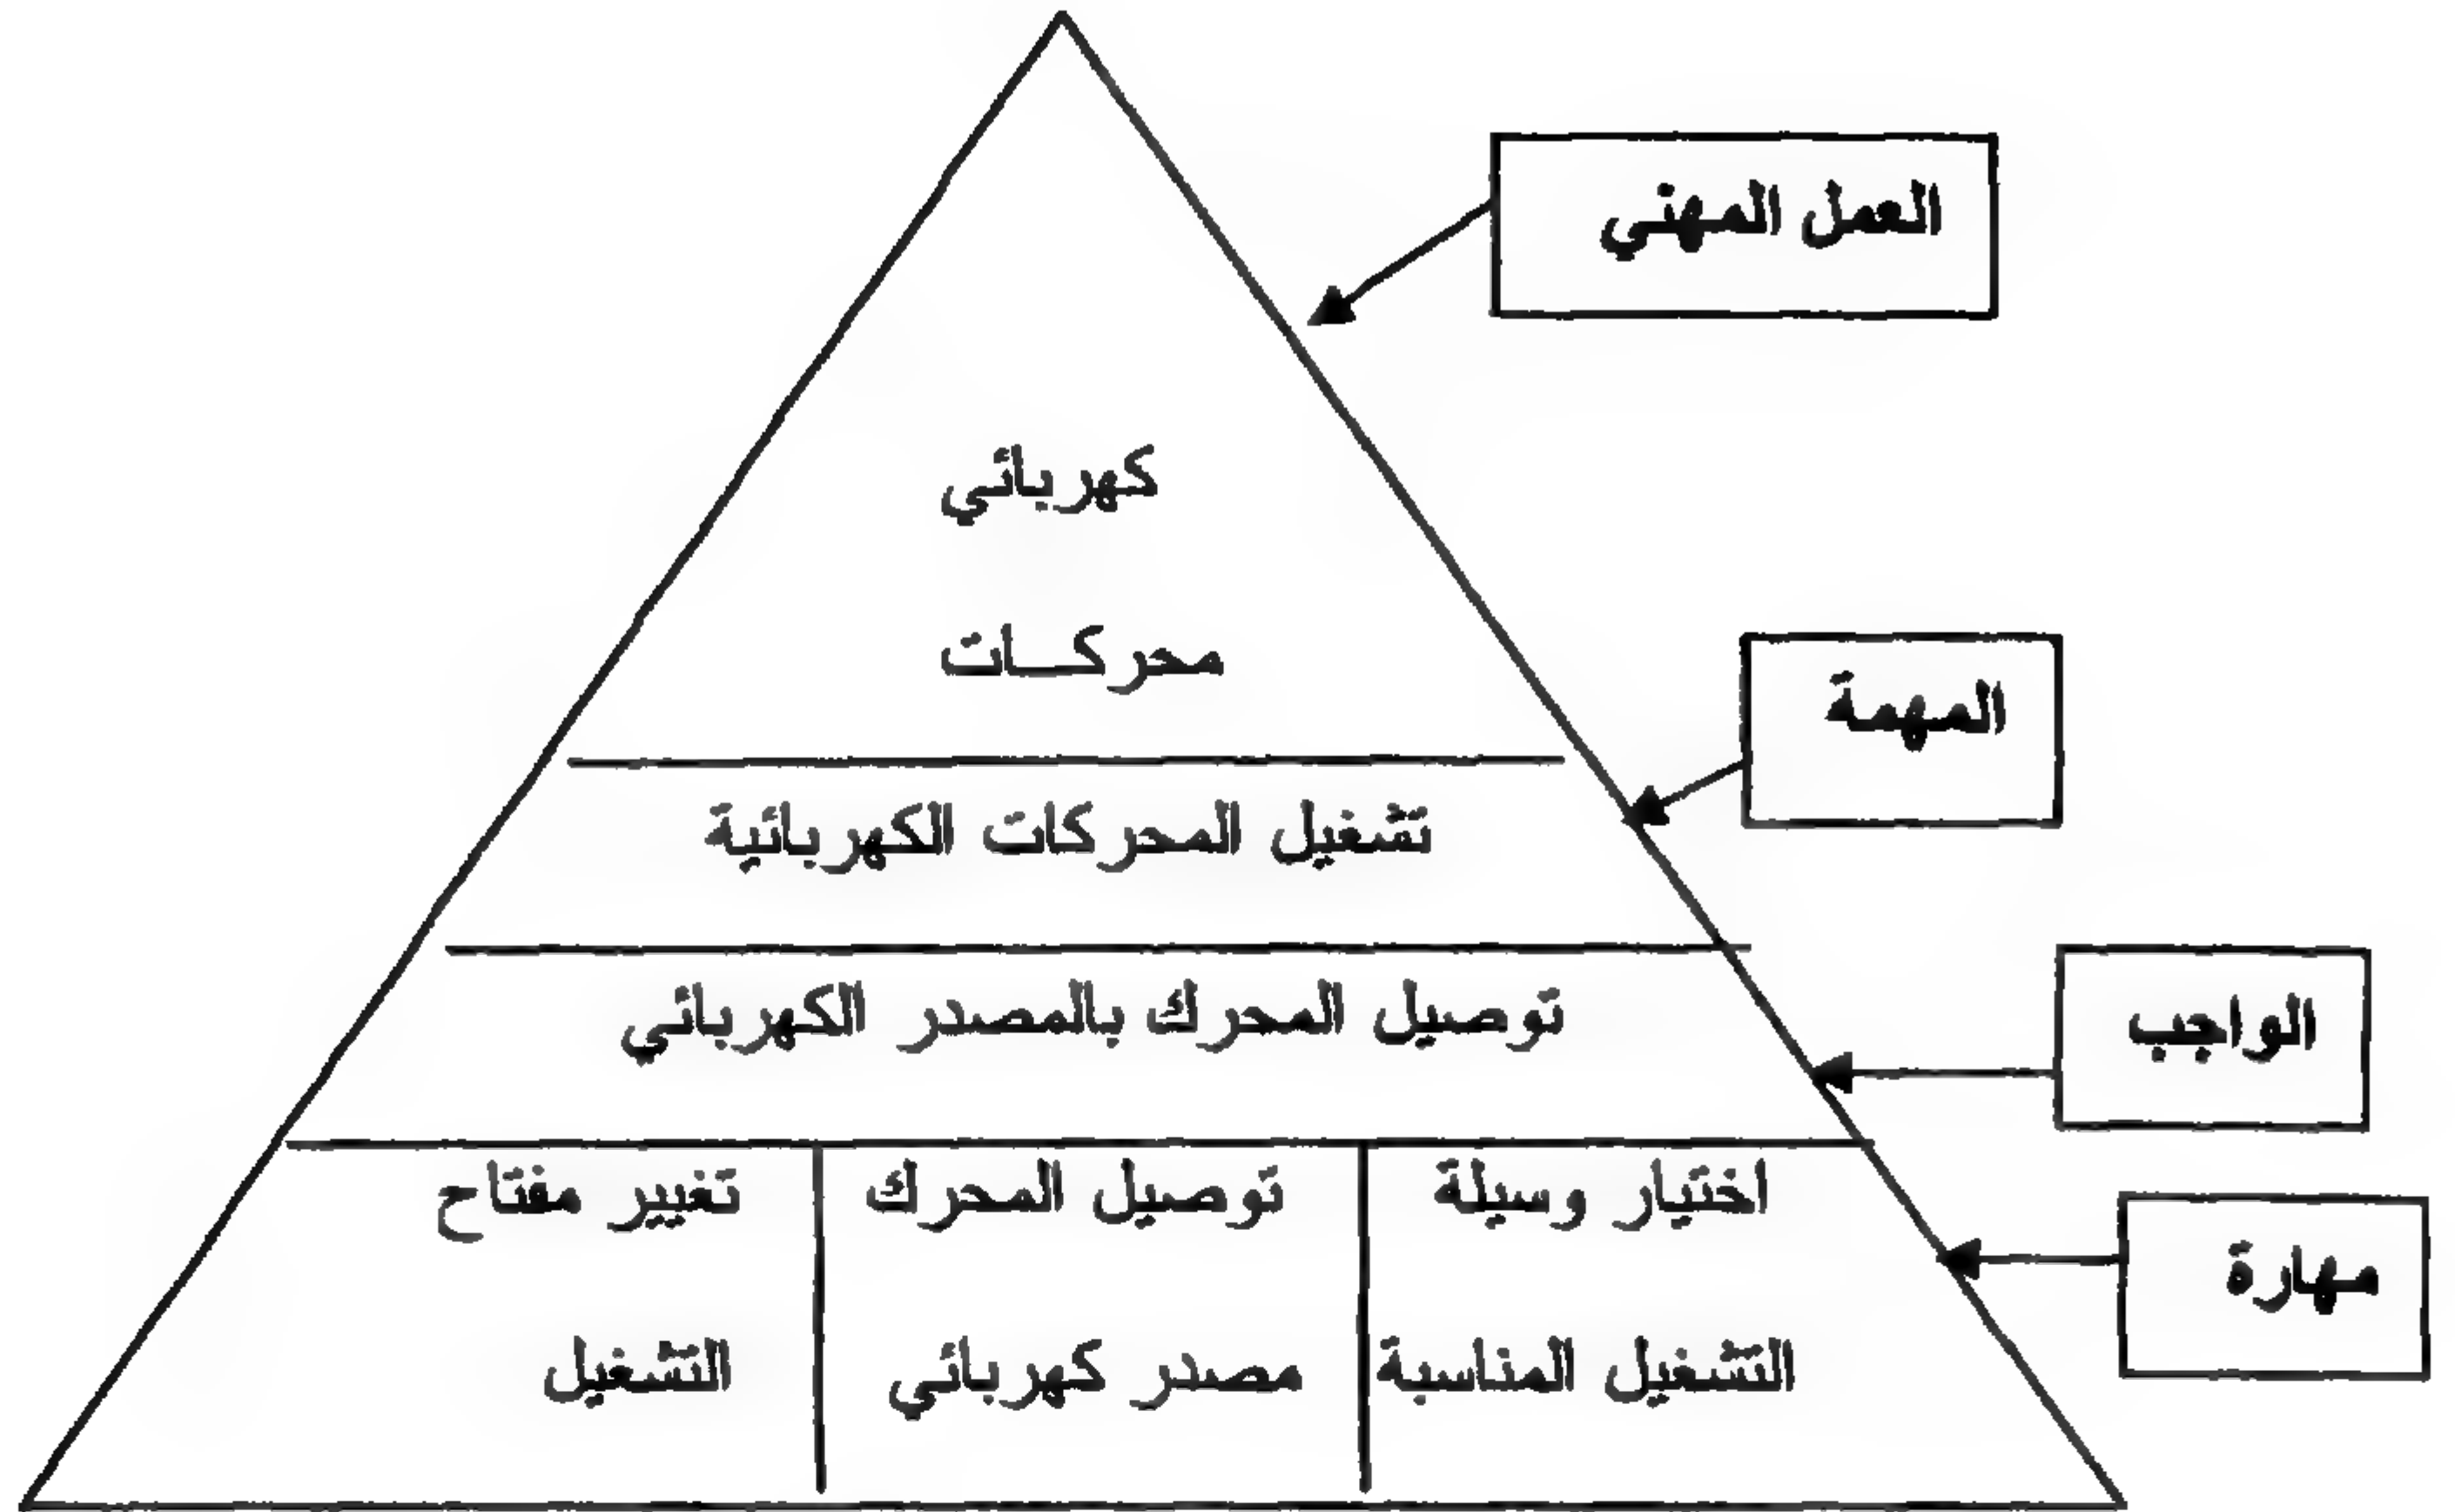 العمل المهني
كهربائي
محركـــات
المهمة
تشغيل المحركات الكهربائية
الواجب
توصيل المحرك بالمصدر الكهربائي
مهارة
اختيار وسيلة
التشغيل المناسبة
توصيل المحرك
مصدر كهربائي
تغيير مفتاح
التشغيل